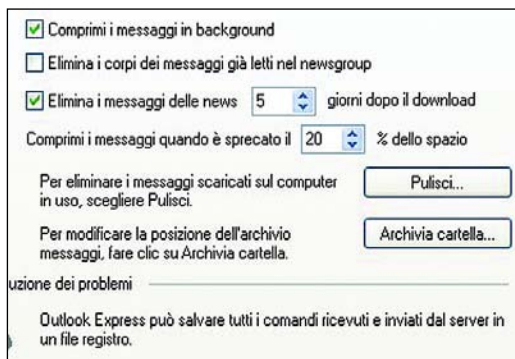 Comprimi i messaggi in background
Elimina i corpi dei messaggi già letti nel newsgroup
Elimina i messaggi delle news 5 giorni dopo il download
Comprimi i messaggi quando è sprecato il 20 % dello spazio
Per eliminare i messaggi scaricati sul computer
in uso, scegliere Pulisci.
Pulisci...
Per modificare la posizione dell'archivio
messaggi, fare clic su Archivia cartella.
Archivia cartella...
uzione dei problemi
Outlook Express può salvare tutti i comandi ricevuti e inviati dal server in
un file registro.